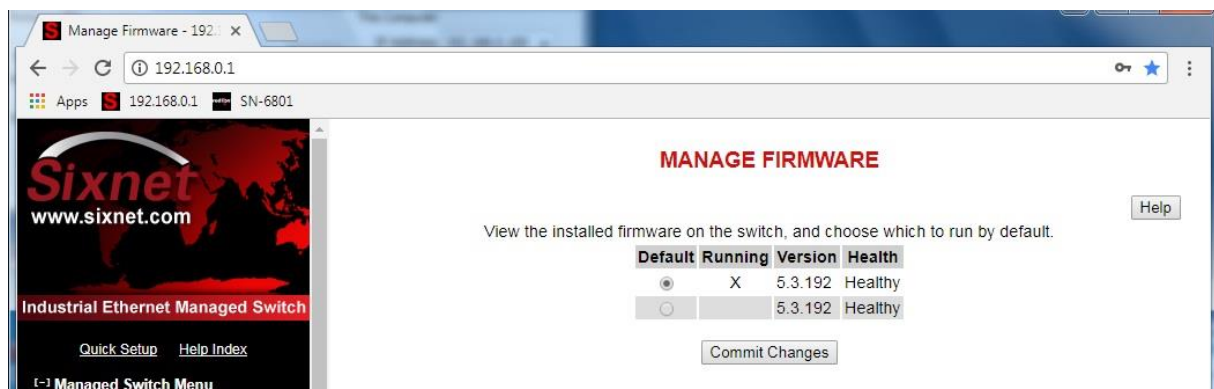 Manage Firmware - 192.
192.168.0.1
Apps 192.168.0.1 SN-6801
Sixnet
www.sixnet.com
Industrial Ethernet Managed Switch
Quick Setup Help Index
[-] Managed Switch Menu
MANAGE FIRMWARE
Help
View the installed firmware on the switch, and choose which to run by default.
Default Running Version Health
X 5.3.192 Healthy
5.3.192 Healthy
Commit Changes